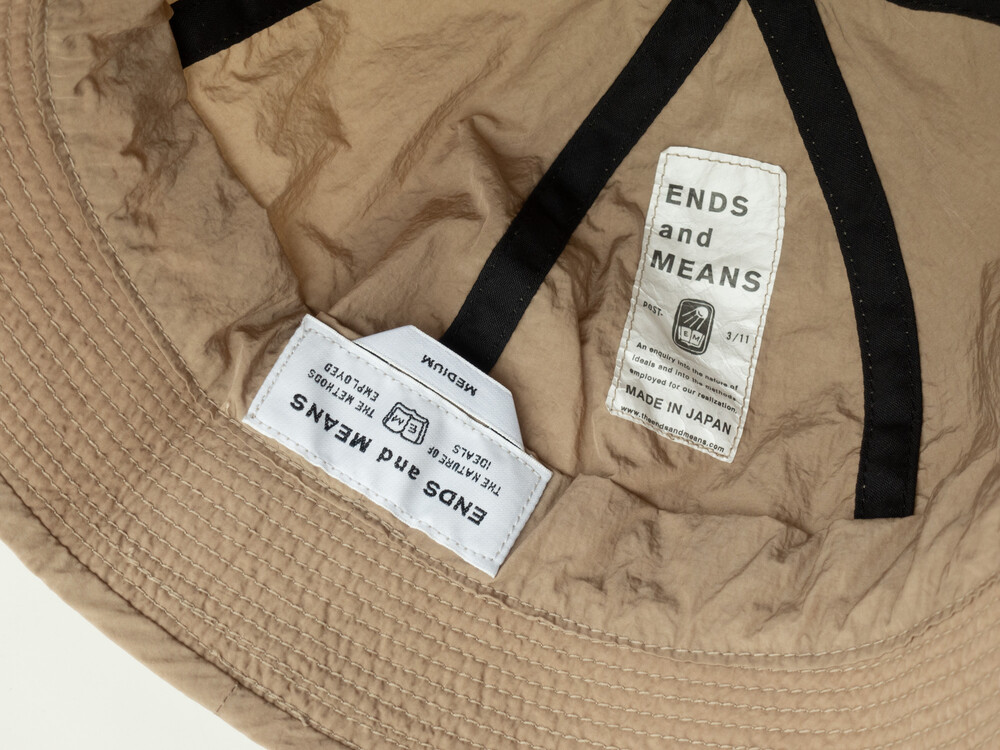 ENDS
and
MEANS
POST-
3/11
EM
An enquiry into the nature of
ideals and into the methods
employed for our realization.
MADE IN JAPAN
www.theendsandmeans.com
MEDIUM
ENDS and MEANS
THE NATURE OF
IDEALS
EM
THE METHODS
EMPLOYED